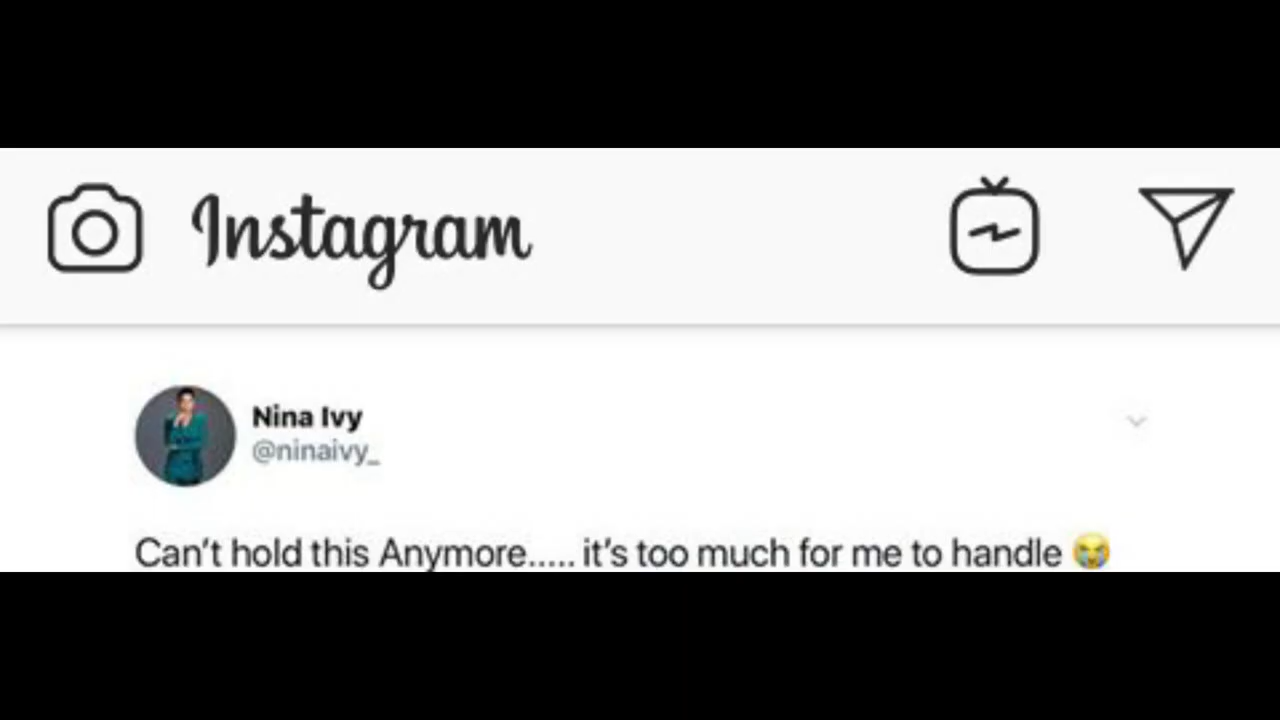 Instagram
Nina Ivy
@ninaivy_
Can't hold this Anymore..... it's too much for me to handle 😭